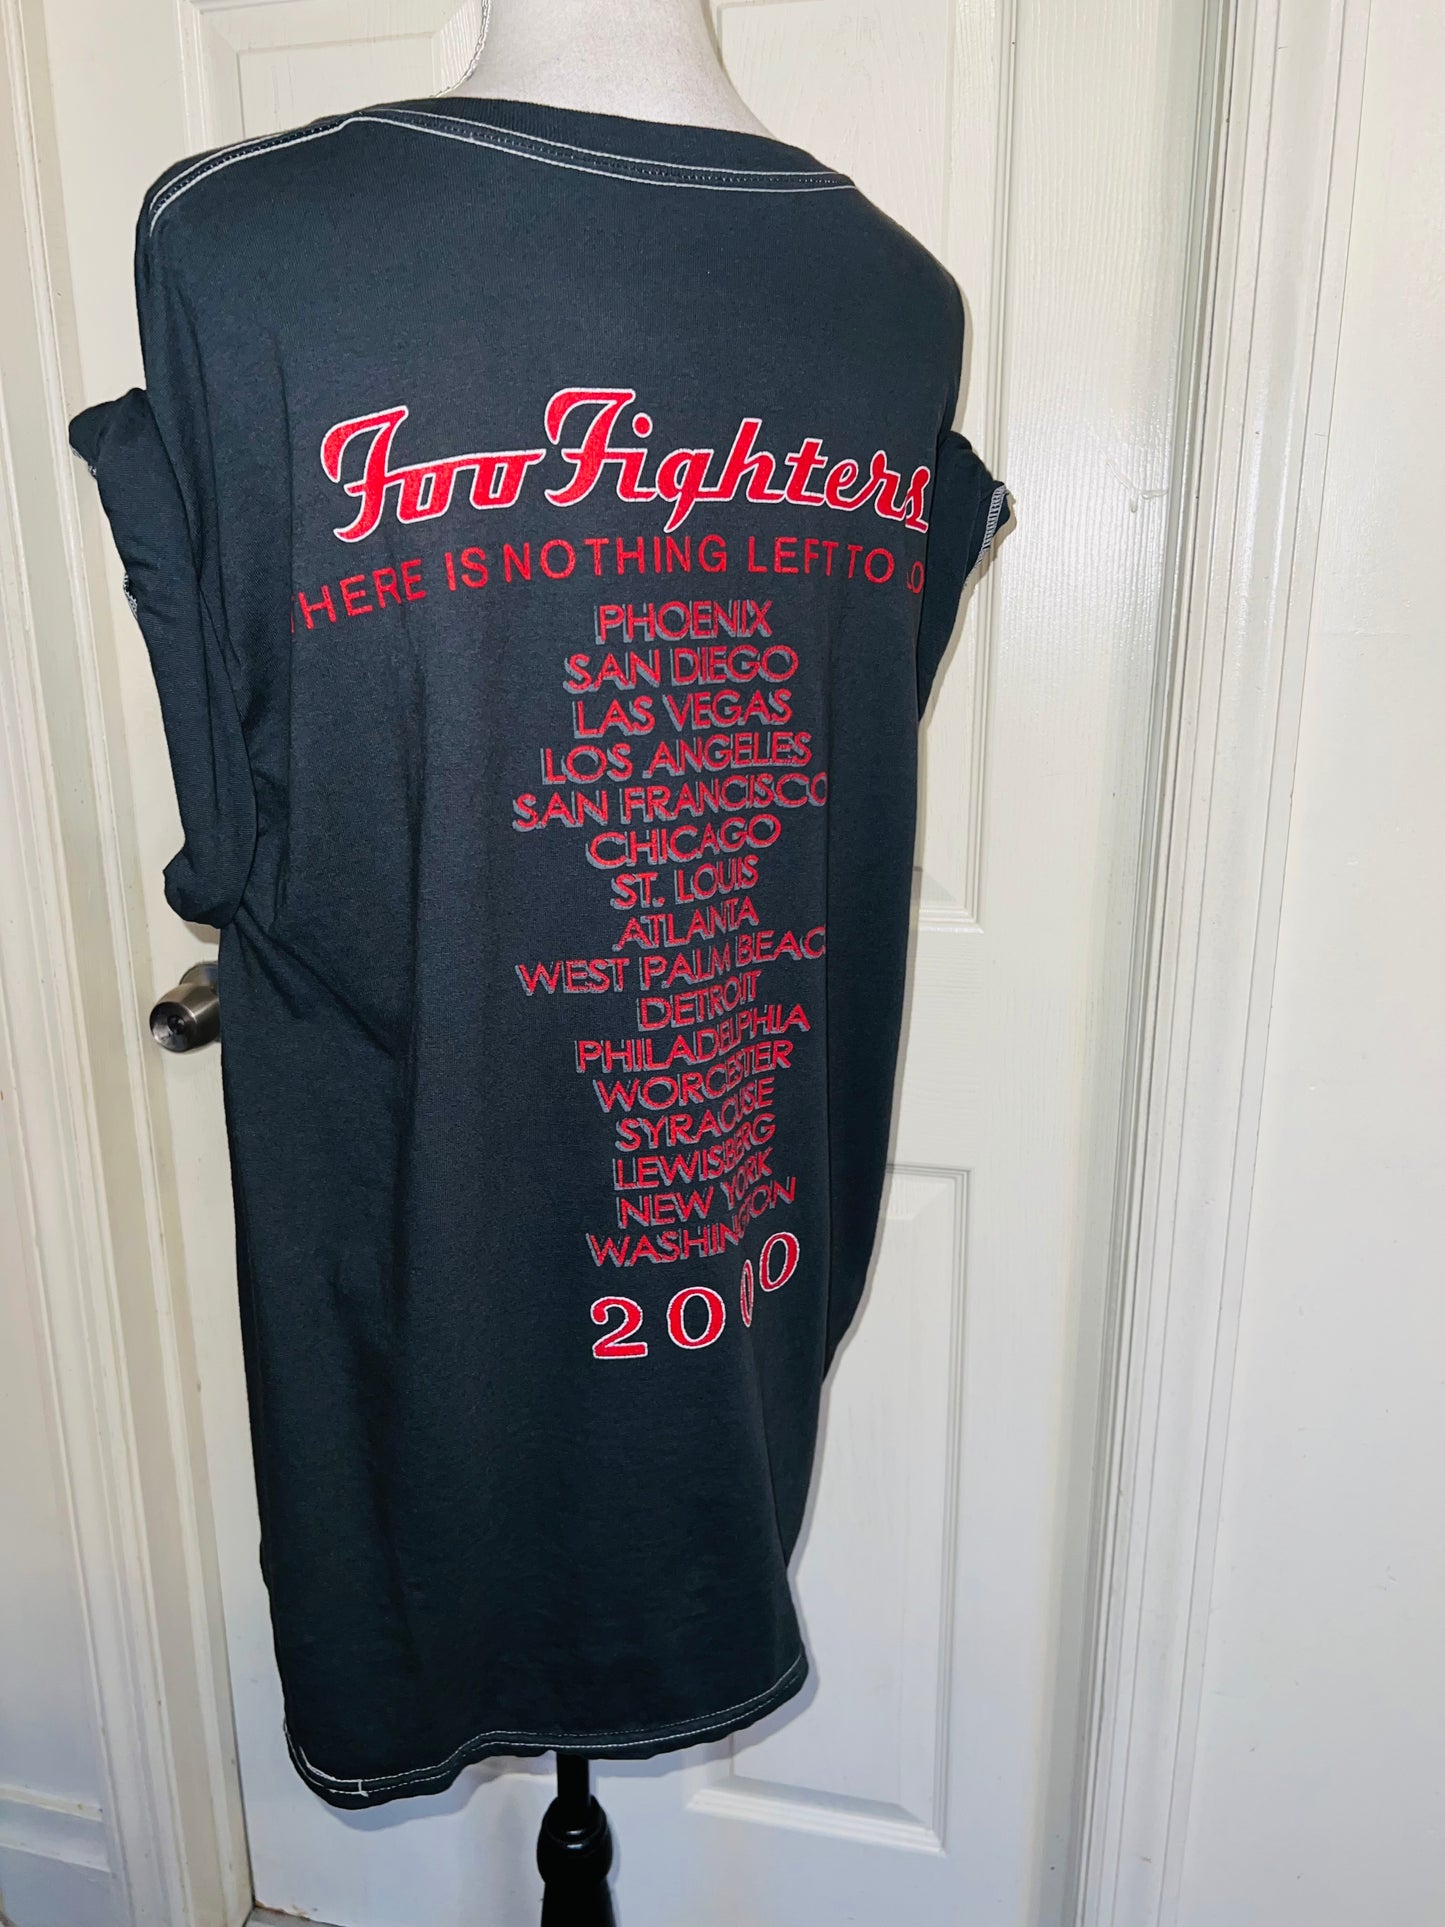 Foo Fighters
THERE IS NOTHING LEFT TO LO
PHOENIX
SAN DIEGO
LAS VEGAS
LOS ANGELES
SAN FRANCISCO
CHICAGO
ST. LOUIS
ATLANTA
WEST PALM BEAC
DETROIT
PHILADELPHIA
WORCESTER
SYRACUSE
LEWISBERG
NEW YORK
WASHINGTON
2000